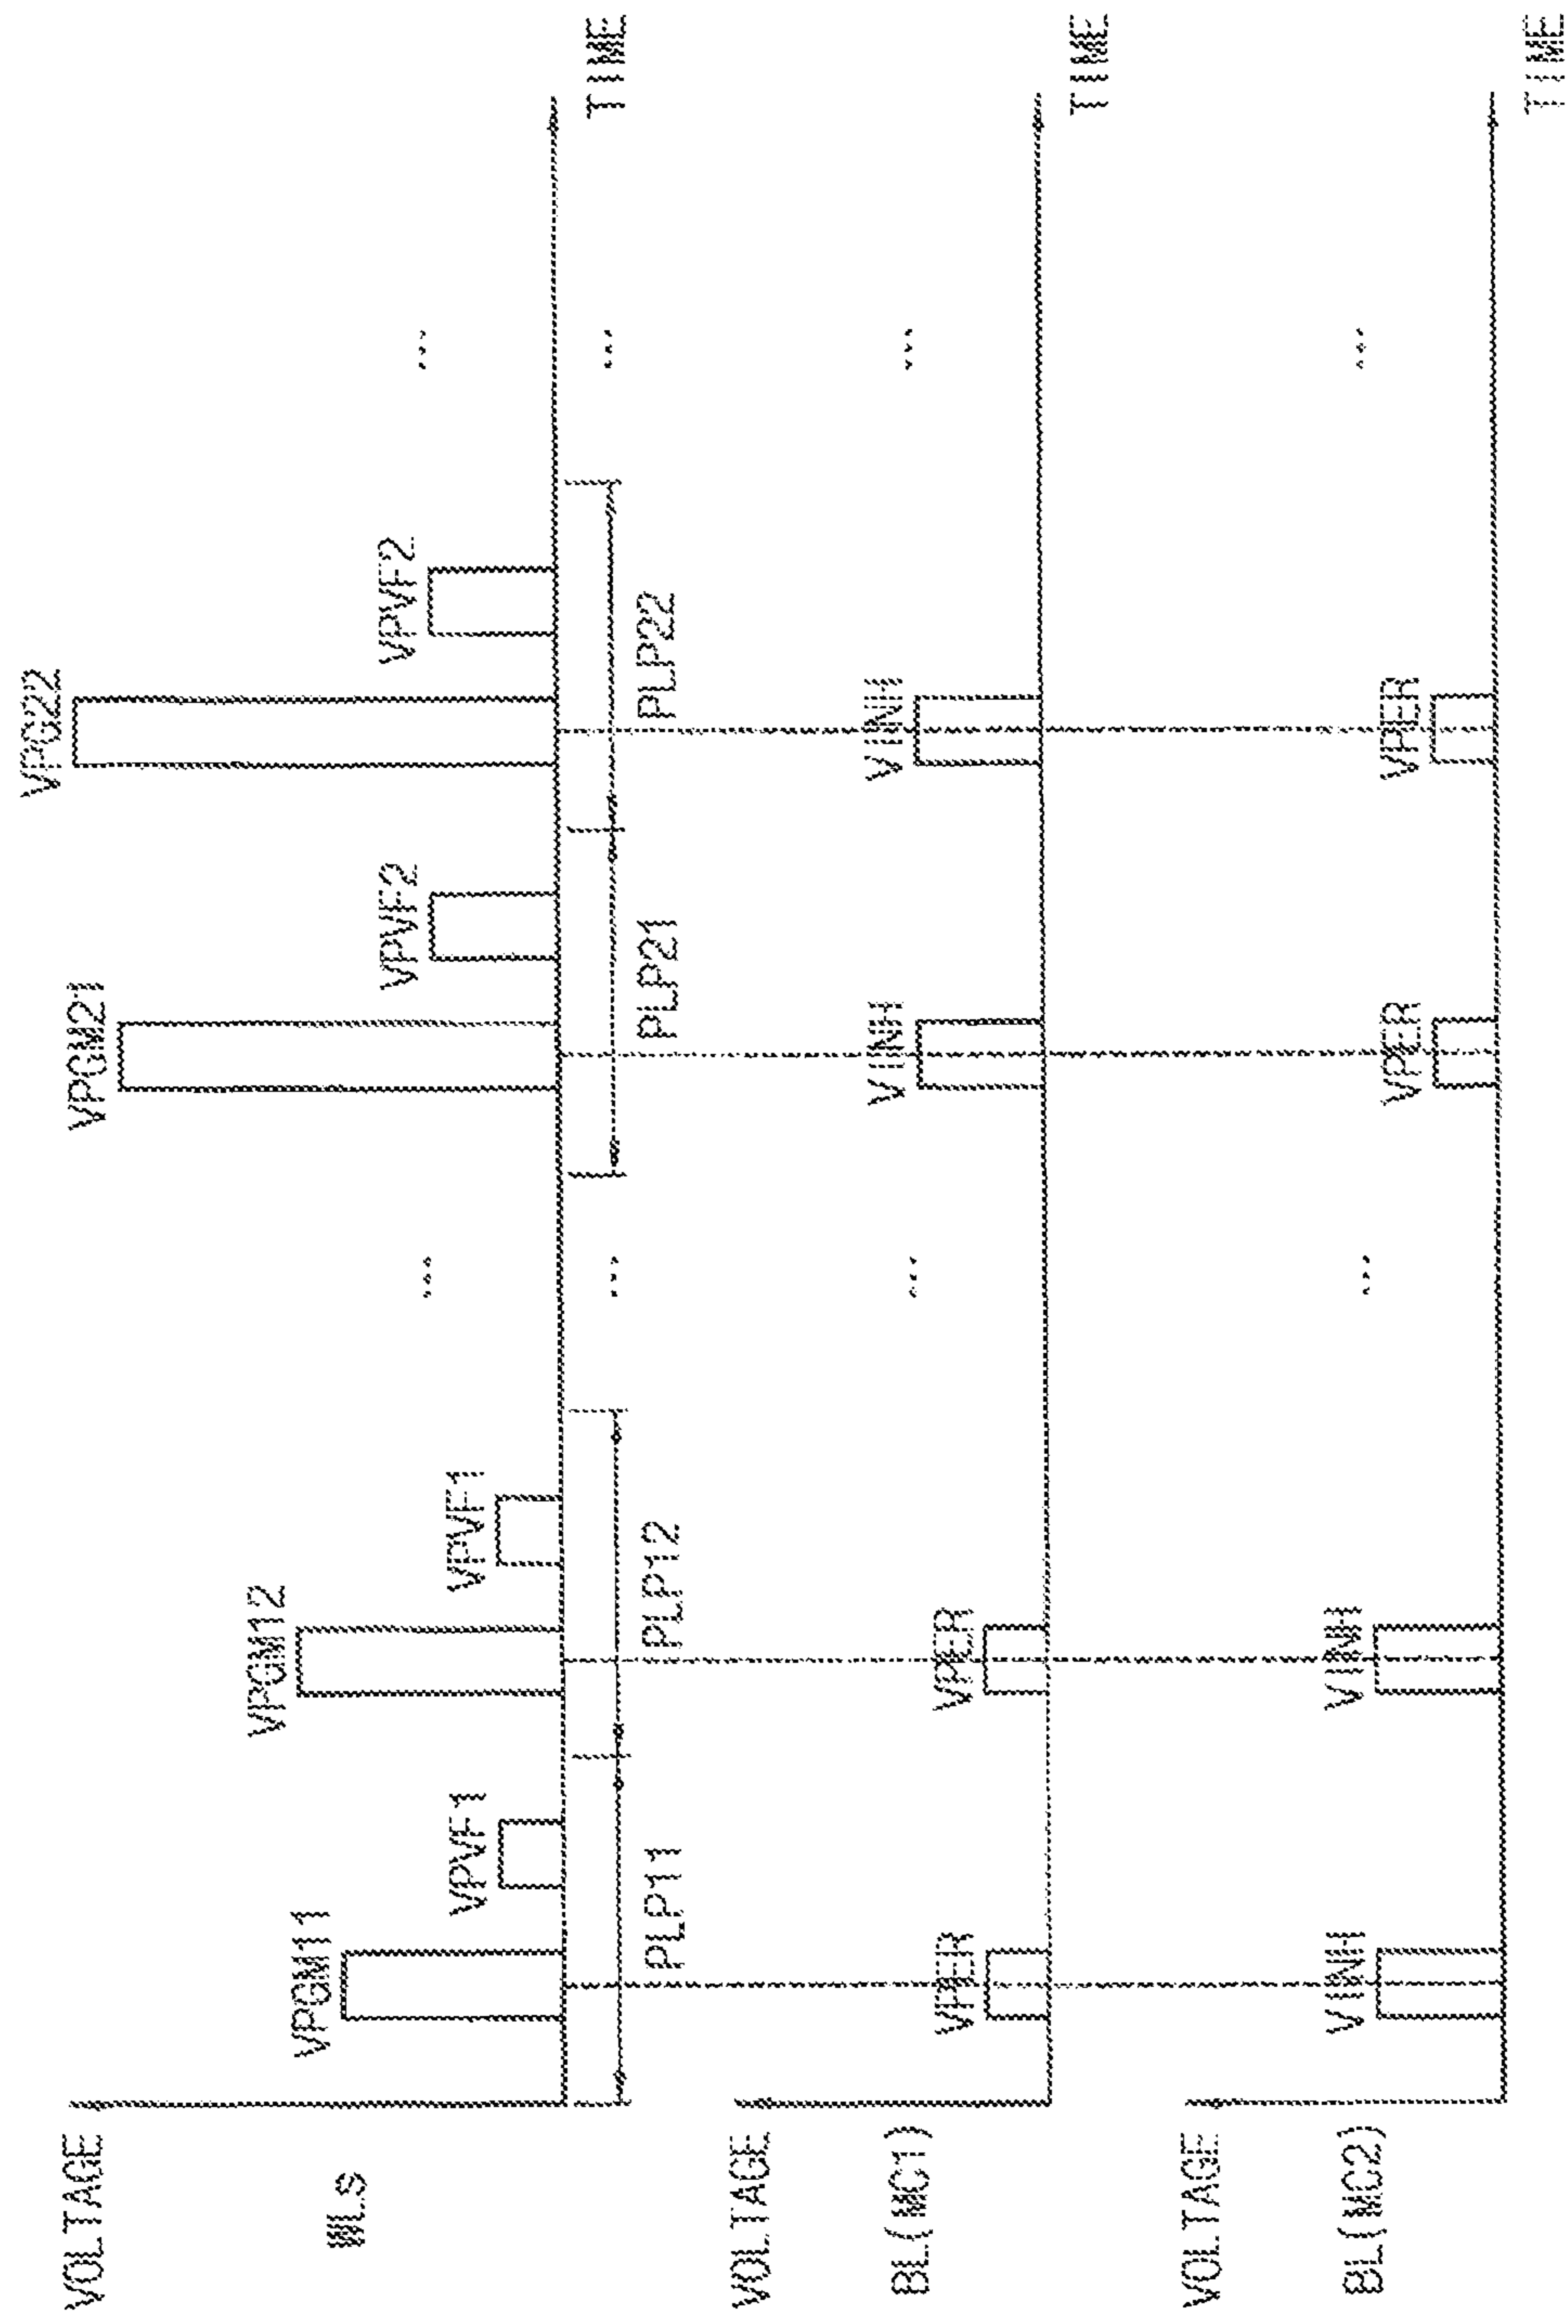 VOLTAGE
WLs
VPGM11
VPVF1
VPGM12
VPVF1
...
VPGM21
VPVF2
VPG22
VPVF2
...
TIME
PLP11
PLP12
...
PLP21
PLP22
...
VOLTAGE
BL(MC1)
VPER
VPER
...
VINH
VINH
...
TIME
VOLTAGE
BL(MC2)
VINH
VINH
...
VPER
VPER
...
TIME